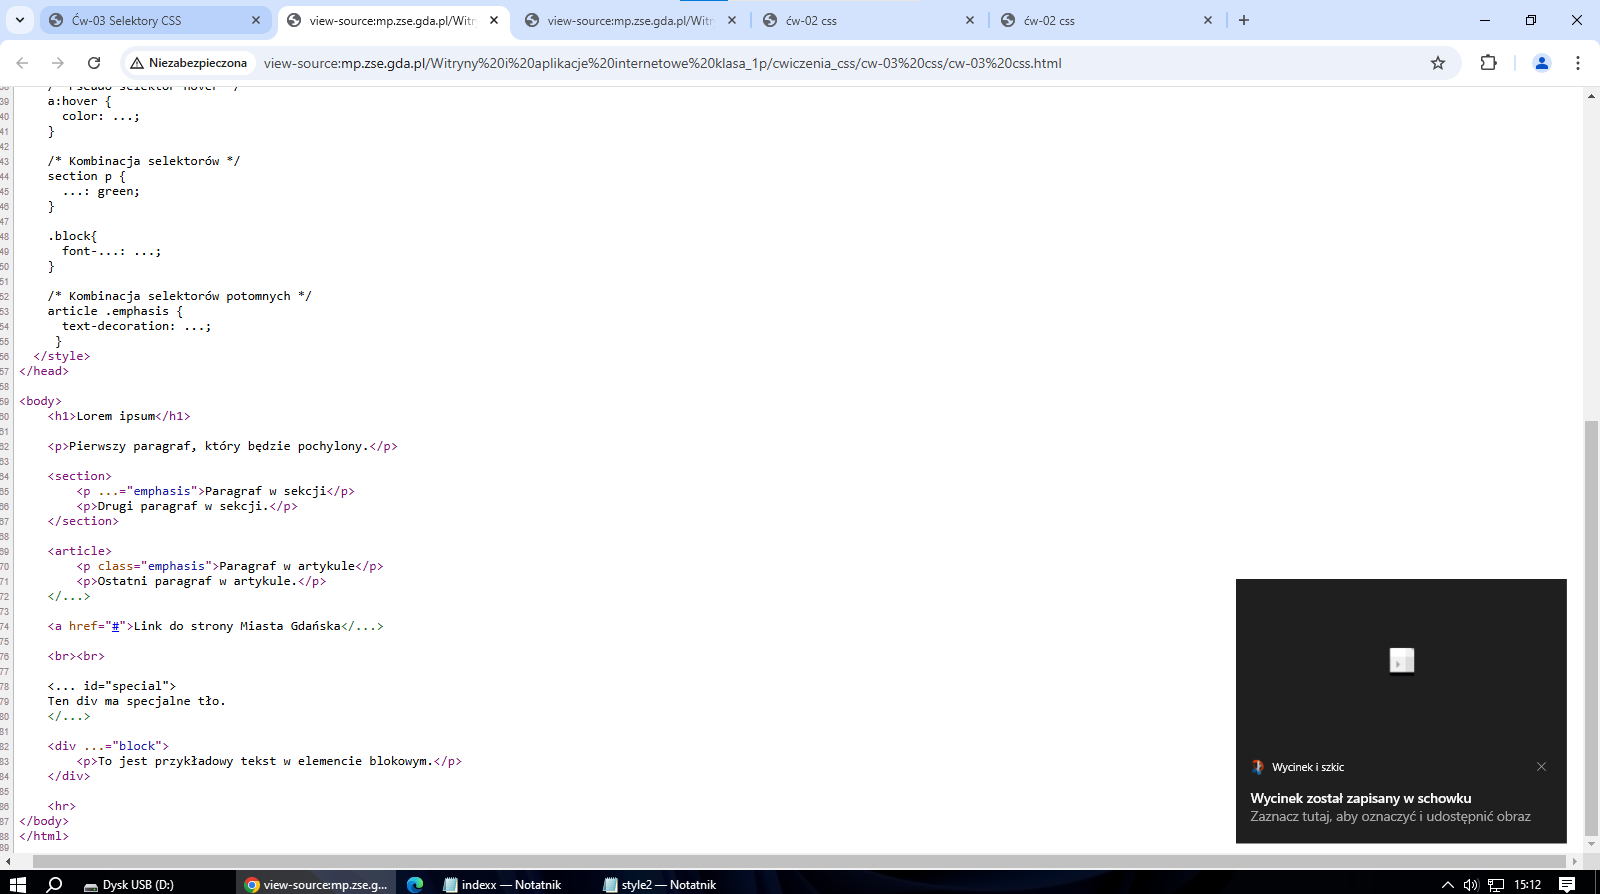 Ćw-03 Selektory CSS
view-source:mp.zse.gda.pl/Witr
view-source:mp.zse.gda.pl/Witr
ćw-02 css
ćw-02 css
Niezabezpieczona
view-source:mp.zse.gda.pl/Witryny%20i%20aplikacje%20internetowe%20klasa_1p/cwiczenia_css/cw-03%20css/cw-03%20css.html
38 /* Pseudo selektor hover */
39 a:hover {
40 color: ...;
41 }
42
43 /* Kombinacja selektorów */
44 section p {
45 ...: green;
46 }
47
48 .block{
49 font-...: ...;
50 }
51
52 /* Kombinacja selektorów potomnych */
53 article .emphasis {
54 text-decoration: ...;
55 }
56 </style>
57 </head>
58
59 <body>
60 <h1>Lorem ipsum</h1>
61
62 <p>Pierwszy paragraf, który będzie pochylony.</p>
63
64 <section>
65 <p ...="emphasis">Paragraf w sekcji</p>
66 <p>Drugi paragraf w sekcji.</p>
67 </section>
68
69 <article>
70 <p class="emphasis">Paragraf w artykule</p>
71 <p>Ostatni paragraf w artykule.</p>
72 </...>
73
74 <a href="#">Link do strony Miasta Gdańska</...>
75
76 <br><br>
77
78 <... id="special">
79 Ten div ma specjalne tło.
80 </...>
81
82 <div ...="block">
83 <p>To jest przykładowy tekst w elemencie blokowym.</p>
84 </div>
85
86 <hr>
87 </body>
88 </html>
89
Wycinek i szkic
Wycinek został zapisany w schowku
Zaznacz tutaj, aby oznaczyć i udostępnić obraz
Dysk USB (D:)
view-source:mp.zse.g...
indexx — Notatnik
style2 — Notatnik
15:12